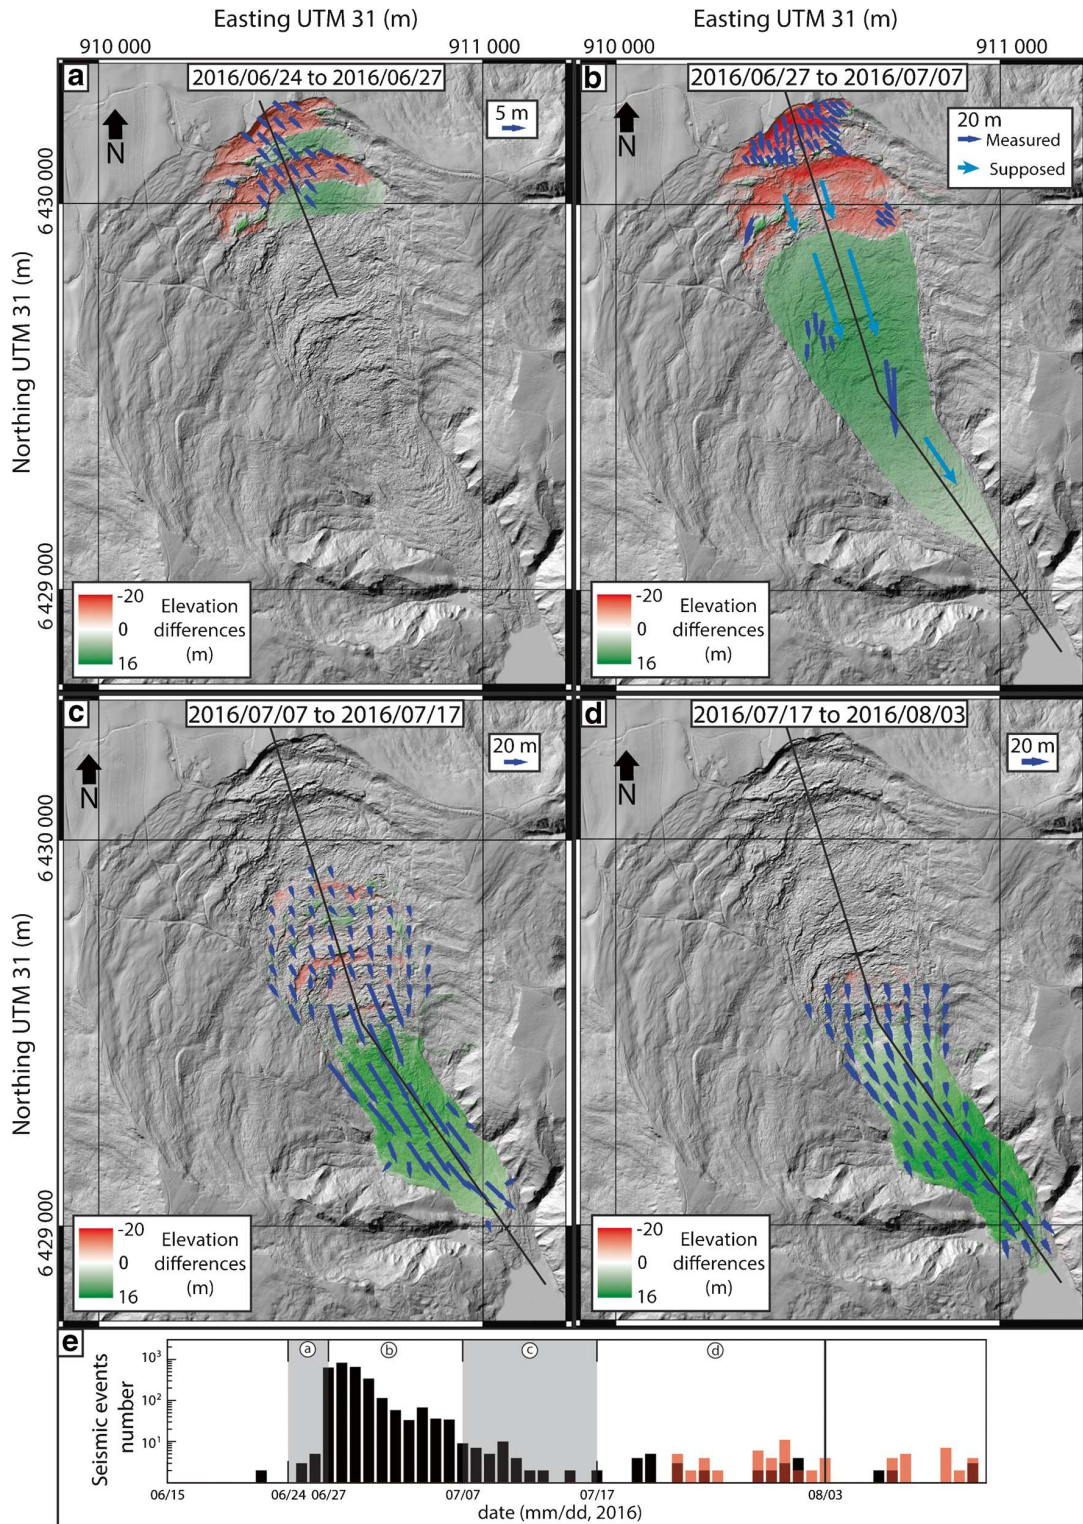 Easting UTM 31 (m)
Easting UTM 31 (m)
910 000
911 000
910 000
911 000
a
2016/06/24 to 2016/06/27
5 m
N
b
2016/06/27 to 2016/07/07
20 m
Measured
Supposed
N
Northing UTM 31 (m)
6 430 000
6 429 000
-20
0
16
Elevation
differences
(m)
-20
0
16
Elevation
differences
(m)
c
2016/07/07 to 2016/07/17
20 m
N
d
2016/07/17 to 2016/08/03
20 m
N
Northing UTM 31 (m)
6 430 000
6 429 000
-20
0
16
Elevation
differences
(m)
-20
0
16
Elevation
differences
(m)
e
a
b
c
d
Seismic events
number
10³
10²
10¹
06/15
06/24
06/27
07/07
07/17
08/03
date (mm/dd, 2016)